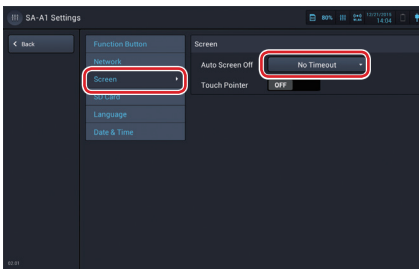 SA-A1 Settings
80%
14:04
Back
Function Button
Network
Screen
SD Card
Language
Date & Time
Screen
Auto Screen Off No Timeout
Touch Pointer OFF